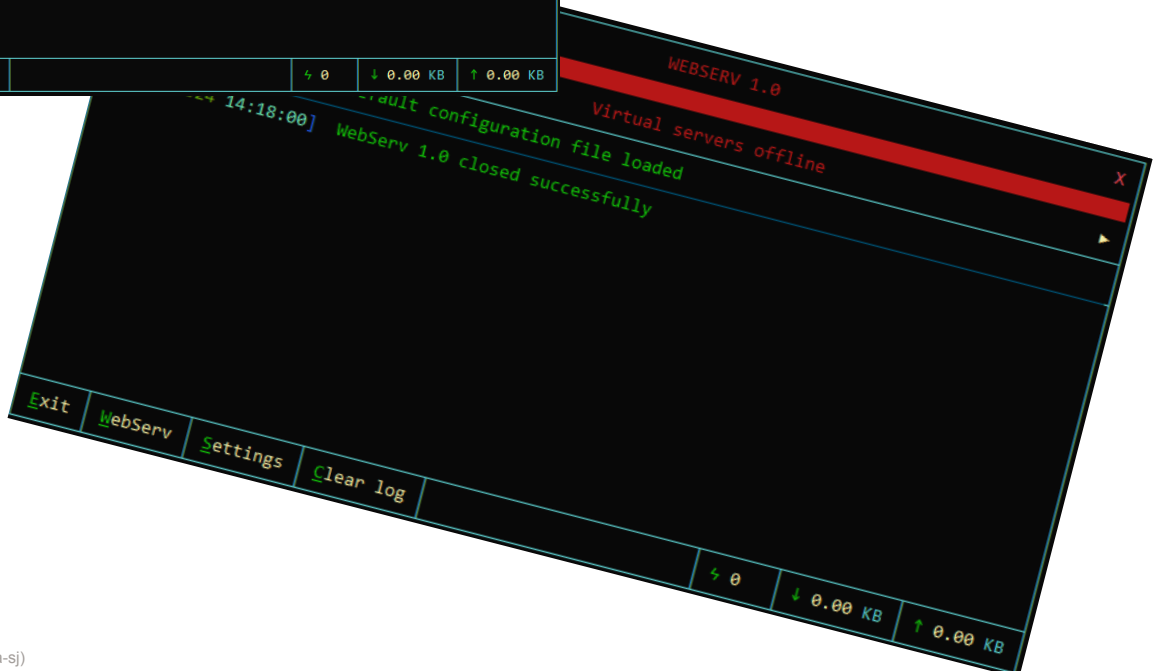 ϟ 0 ↓ 0.00 KB ↑ 0.00 KB
WEBSERV 1.0
X
Virtual servers offline
►
configuration file loaded
14:18:00] WebServ 1.0 closed successfully
Exit WebServ Settings Clear log
ϟ 0 ↓ 0.00 KB ↑ 0.00 KB
-sj)